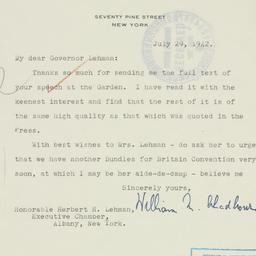 SEVENTY PINE STREET
NEW YORK
July 29, 1942.
My dear Governor Lehman:
Thanks so much for sending me the full text of
your speech at the Garden. I have read it with the
keenest interest and find that the rest of it is of
the same high quality as that which was quoted in the
Press.
With best wishes to Mrs. Lehman - do ask her to urge
that we have another Bundles for Britain Convention very
soon, at which I may be her aide-de-camp - believe me
Sincerely yours,
William
Honorable Herbert H. Lehman,
Executive Chamber,
Albany, New York.